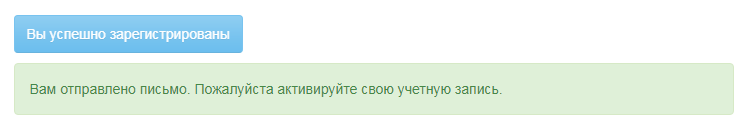 Вы успешно зарегистрированы
Вам отправлено письмо. Пожалуйста активируйте свою учетную запись.